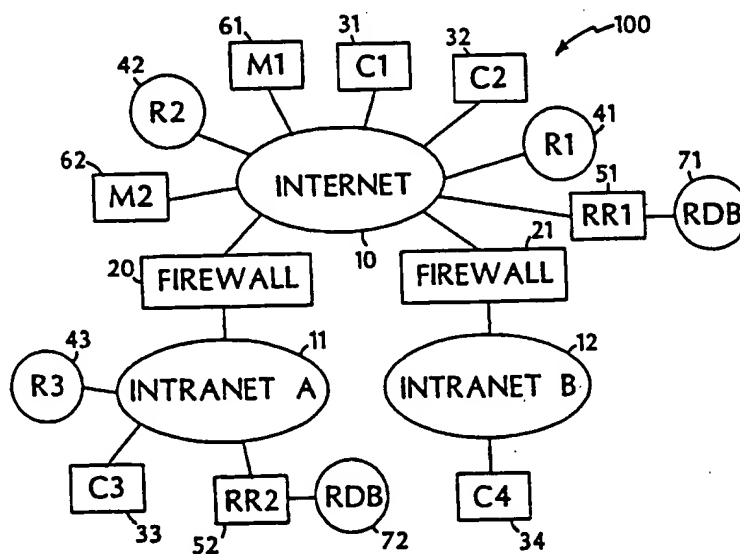 61
31
32
100
42
M1
C1
C2
R2
41
R1
62
INTERNET
51
71
M2
RR1
RDB
10
21
20
FIREWALL
FIREWALL
43
11
12
R3
INTRANET A
INTRANET B
C3
RR2
RDB
C4
33
52
72
34